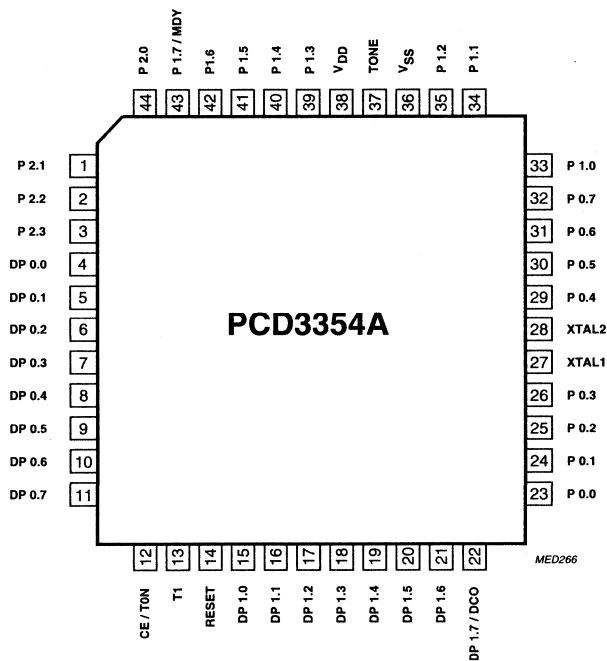 P 2.0
P 1.7 / MDY
P1.6
P 1.5
P 1.4
P 1.3
VDD
TONE
VSS
P 1.2
P 1.1
44 43 42 41 40 39 38 37 36 35 34
P 2.1 1
P 2.2 2
P 2.3 3
DP 0.0 4
DP 0.1 5
DP 0.2 6
DP 0.3 7
DP 0.4 8
DP 0.5 9
DP 0.6 10
DP 0.7 11
PCD3354A
33 P 1.0
32 P 0.7
31 P 0.6
30 P 0.5
29 P 0.4
28 XTAL2
27 XTAL1
26 P 0.3
25 P 0.2
24 P 0.1
23 P 0.0
12 13 14 15 16 17 18 19 20 21 22
CE / T0N
T1
RESET
DP 1.0
DP 1.1
DP 1.2
DP 1.3
DP 1.4
DP 1.5
DP 1.6
DP 1.7 / DCO
MED266